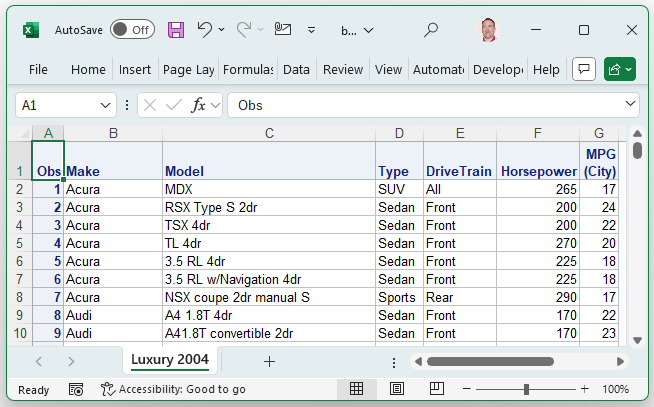 AutoSave Off b...
File Home Insert Page Lay Formula: Data Review View Automat Develop Help
A1 fx Obs
A B C D E F G
1 Obs Make Model Type DriveTrain Horsepower MPG (City)
2 1 Acura MDX SUV All 265 17
3 2 Acura RSX Type S 2dr Sedan Front 200 24
4 3 Acura TSX 4dr Sedan Front 200 22
5 4 Acura TL 4dr Sedan Front 270 20
6 5 Acura 3.5 RL 4dr Sedan Front 225 18
7 6 Acura 3.5 RL w/Navigation 4dr Sedan Front 225 18
8 7 Acura NSX coupe 2dr manual S Sports Rear 290 17
9 8 Audi A4 1.8T 4dr Sedan Front 170 22
10 9 Audi A41.8T convertible 2dr Sedan Front 170 23
Luxury 2004
Ready Accessibility: Good to go 100%